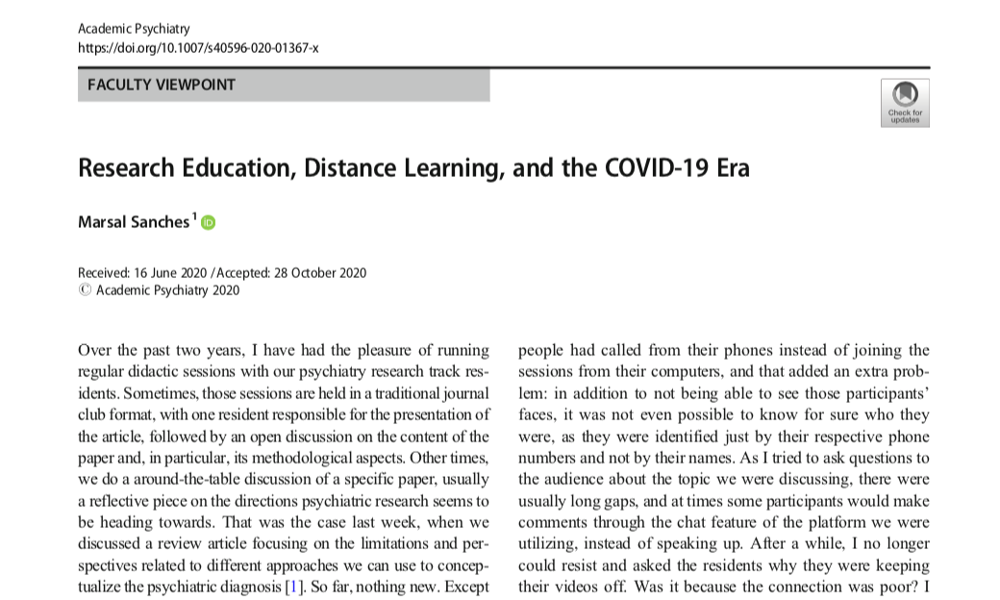 Academic Psychiatry
https://doi.org/10.1007/s40596-020-01367-x
FACULTY VIEWPOINT
Check for
updates
Research Education, Distance Learning, and the COVID-19 Era
Marsal Sanches1 iD
Received: 16 June 2020 / Accepted: 28 October 2020
© Academic Psychiatry 2020
Over the past two years, I have had the pleasure of running
regular didactic sessions with our psychiatry research track res-
idents. Sometimes, those sessions are held in a traditional journal
club format, with one resident responsible for the presentation of
the article, followed by an open discussion on the content of the
paper and, in particular, its methodological aspects. Other times,
we do a around-the-table discussion of a specific paper, usually
a reflective piece on the directions psychiatric research seems to
be heading towards. That was the case last week, when we
discussed a review article focusing on the limitations and per-
spectives related to different approaches we can use to concep-
tualize the psychiatric diagnosis [1]. So far, nothing new. Except
people had called from their phones instead of joining the
sessions from their computers, and that added an extra prob-
lem: in addition to not being able to see those participants’
faces, it was not even possible to know for sure who they
were, as they were identified just by their respective phone
numbers and not by their names. As I tried to ask questions to
the audience about the topic we were discussing, there were
usually long gaps, and at times some participants would make
comments through the chat feature of the platform we were
utilizing, instead of speaking up. After a while, I no longer
could resist and asked the residents why they were keeping
their videos off. Was it because the connection was poor? I